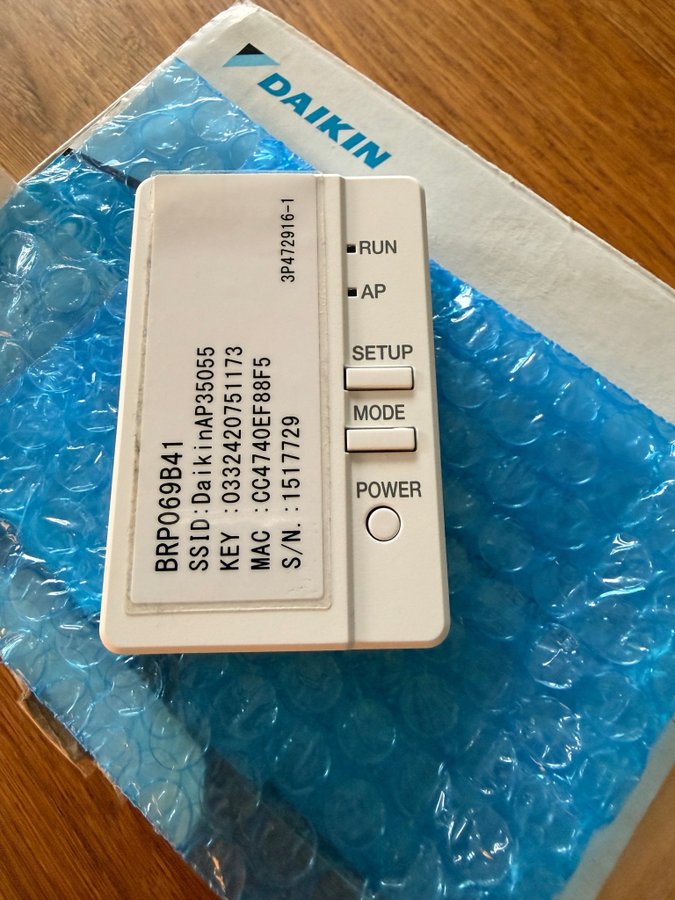 DAIKIN
3P472916-1
BRP069B41
SSID:DaikinAP35055
KEY :0332420751173
MAC :CC4740EF88F5
S/N.:1517729
RUN
AP
SETUP
MODE
POWER